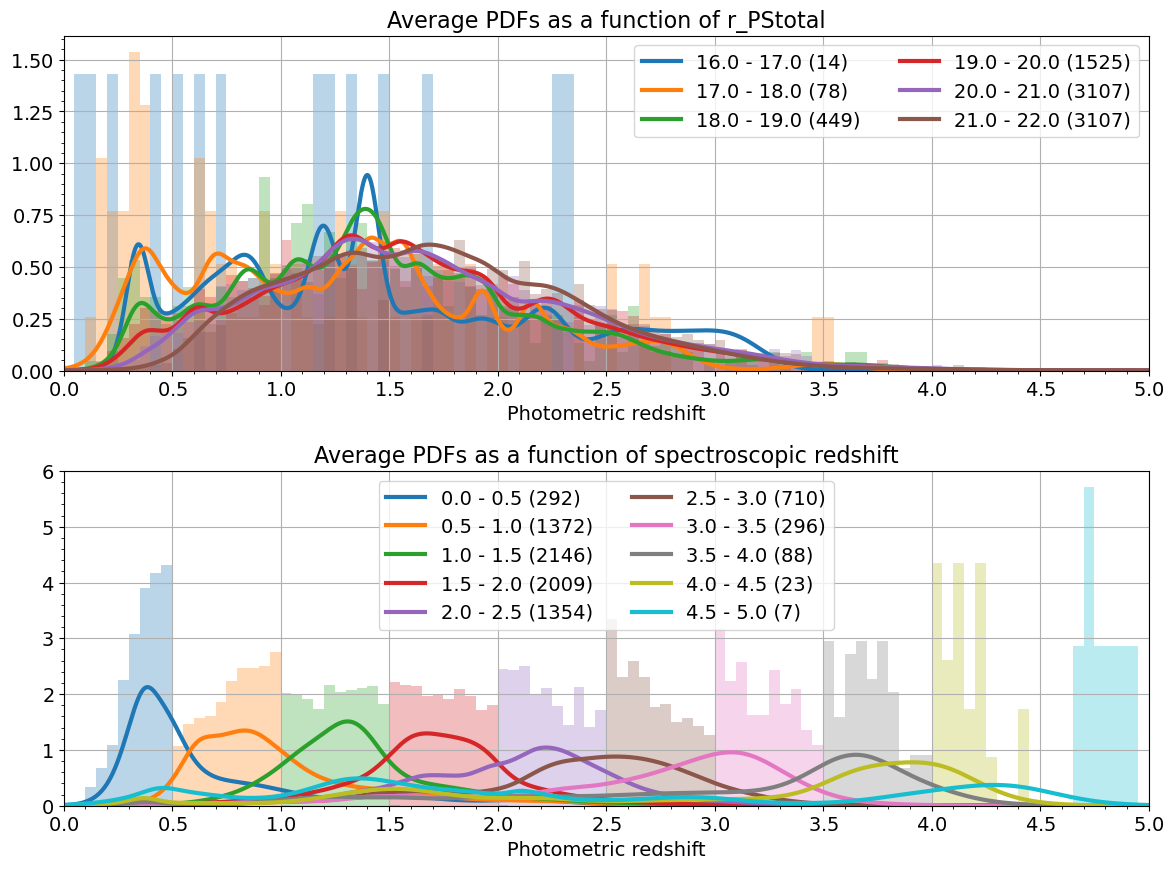 Average PDFs as a function of r_PStotal
1.50
1.25
1.00
0.75
0.50
0.25
0.00
16.0 - 17.0 (14)
17.0 - 18.0 (78)
18.0 - 19.0 (449)
19.0 - 20.0 (1525)
20.0 - 21.0 (3107)
21.0 - 22.0 (3107)
0.0 0.5 1.0 1.5 2.0 2.5 3.0 3.5 4.0 4.5 5.0
Photometric redshift
Average PDFs as a function of spectroscopic redshift
6
5
4
3
2
1
0
0.0 - 0.5 (292)
0.5 - 1.0 (1372)
1.0 - 1.5 (2146)
1.5 - 2.0 (2009)
2.0 - 2.5 (1354)
2.5 - 3.0 (710)
3.0 - 3.5 (296)
3.5 - 4.0 (88)
4.0 - 4.5 (23)
4.5 - 5.0 (7)
0.0 0.5 1.0 1.5 2.0 2.5 3.0 3.5 4.0 4.5 5.0
Photometric redshift